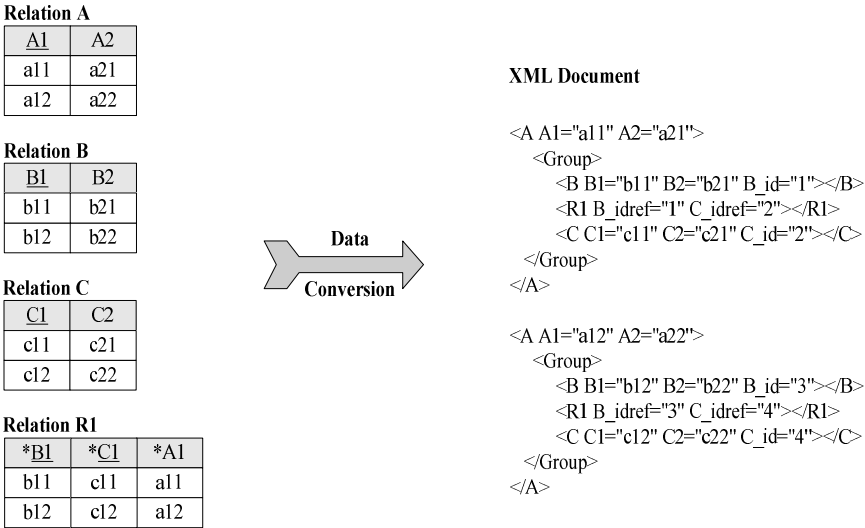 Relation A
A1 A2
a11 a21
a12 a22
Relation B
B1 B2
b11 b21
b12 b22
Relation C
C1 C2
c11 c21
c12 c22
Relation R1
*B1 *C1 *A1
b11 c11 a11
b12 c12 a12
Data
Conversion
XML Document
<A A1="a11" A2="a21">
<Group>
<B B1="b11" B2="b21" B_id="1"></B>
<R1 B_idref="1" C_idref="2"></R1>
<C C1="c11" C2="c21" C_id="2"></C>
</Group>
</A>
<A A1="a12" A2="a22">
<Group>
<B B1="b12" B2="b22" B_id="3"></B>
<R1 B_idref="3" C_idref="4"></R1>
<C C1="c12" C2="c22" C_id="4"></C>
</Group>
</A>